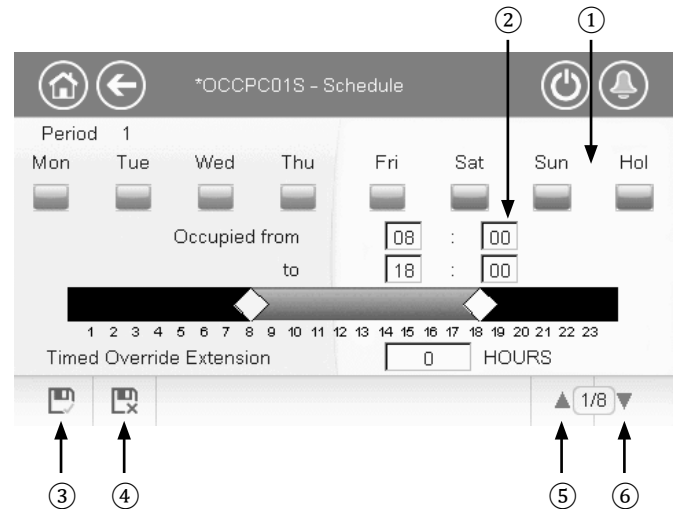 ② ①
*OCCPC01S - Schedule
Period 1
Mon Tue Wed Thu Fri Sat Sun Hol
Occupied from 08 : 00
to 18 : 00
1 2 3 4 5 6 7 8 9 10 11 12 13 14 15 16 17 18 19 20 21 22 23
Timed Override Extension 0 HOURS
1/8
③ ④ ⑤ ⑥